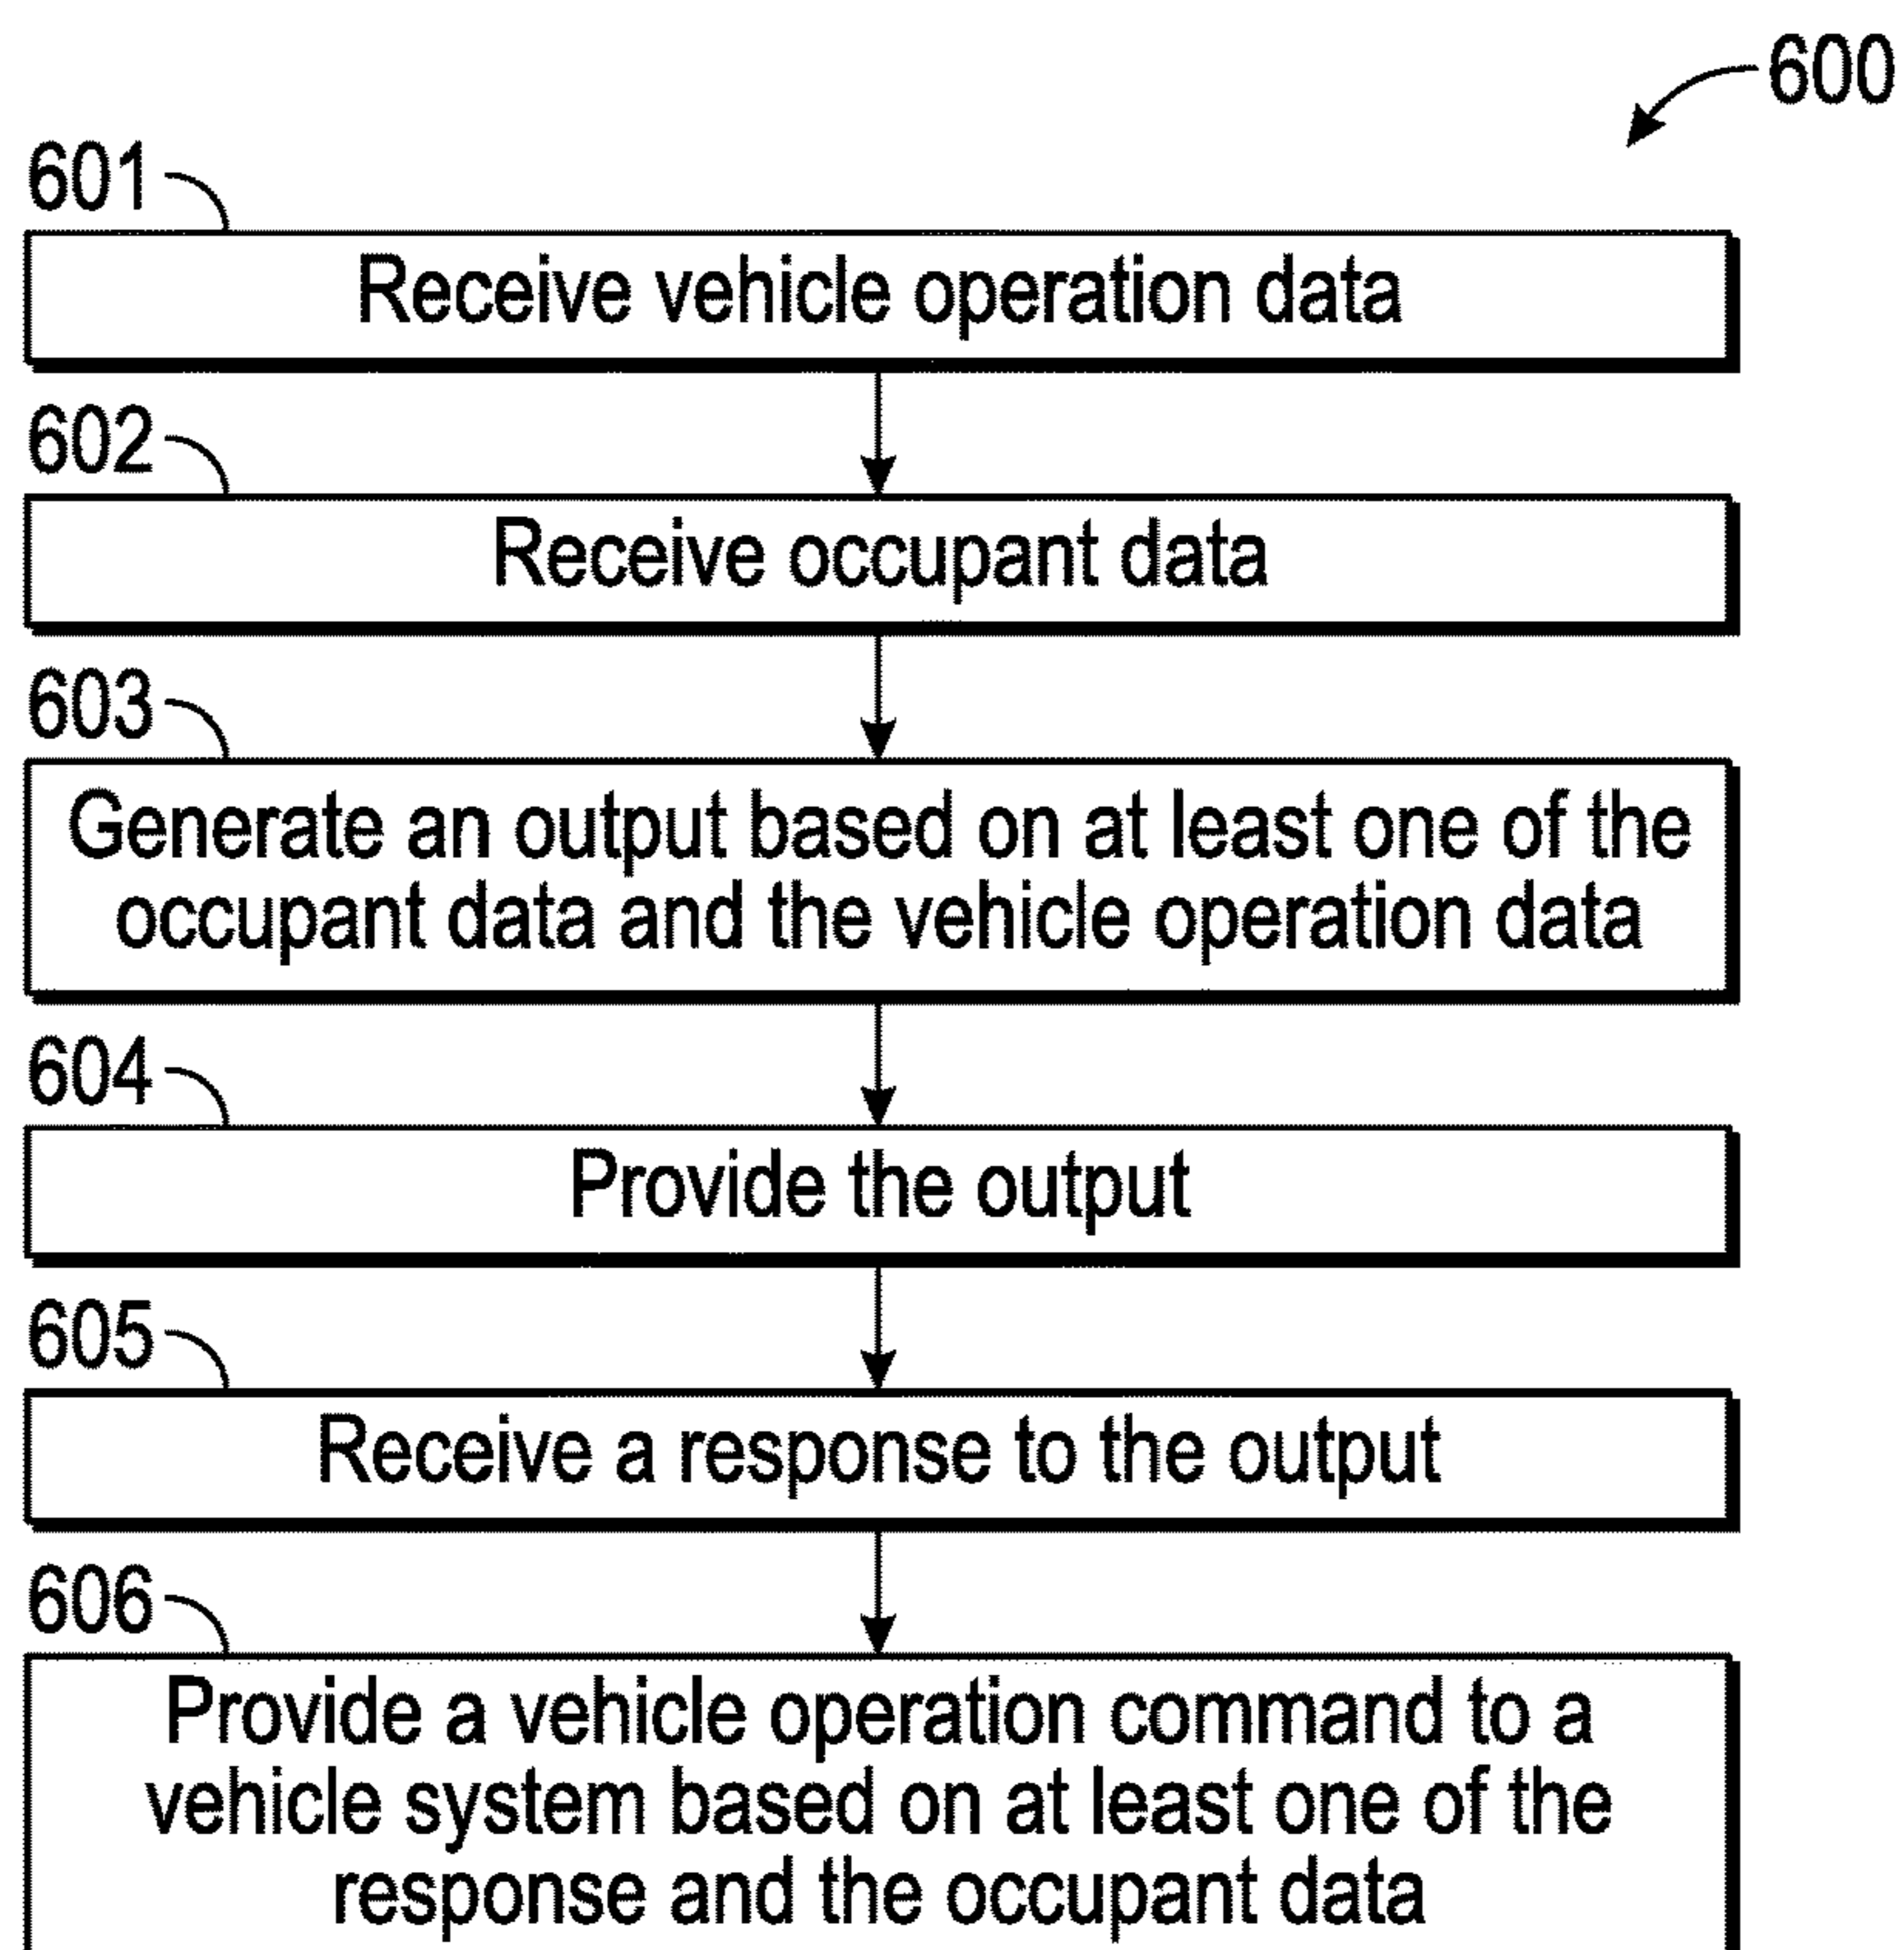 600
601
Receive vehicle operation data
602
Receive occupant data
603
Generate an output based on at least one of the
occupant data and the vehicle operation data
604
Provide the output
605
Receive a response to the output
606
Provide a vehicle operation command to a
vehicle system based on at least one of the
response and the occupant data